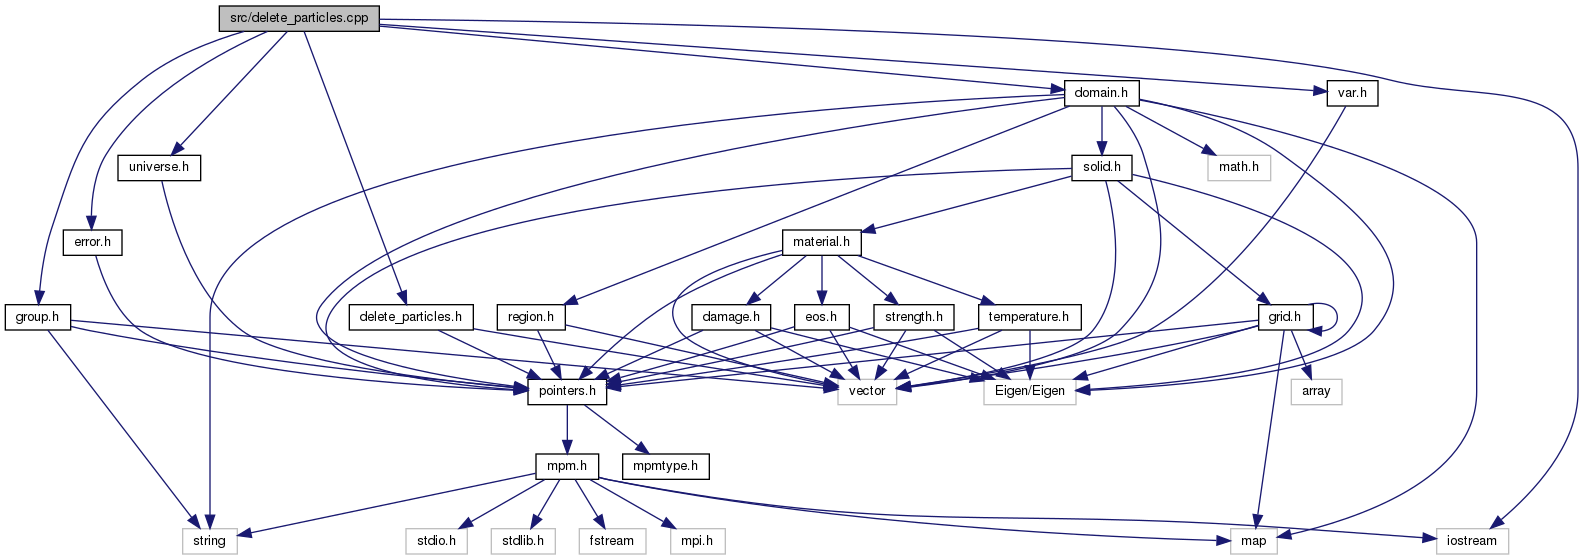 src/delete_particles.cpp
domain.h
var.h
universe.h
solid.h
math.h
error.h
material.h
group.h
delete_particles.h
region.h
damage.h
eos.h
strength.h
temperature.h
grid.h
pointers.h
vector
Eigen/Eigen
array
mpm.h
mpmtype.h
string
stdio.h
stdlib.h
fstream
mpi.h
map
iostream